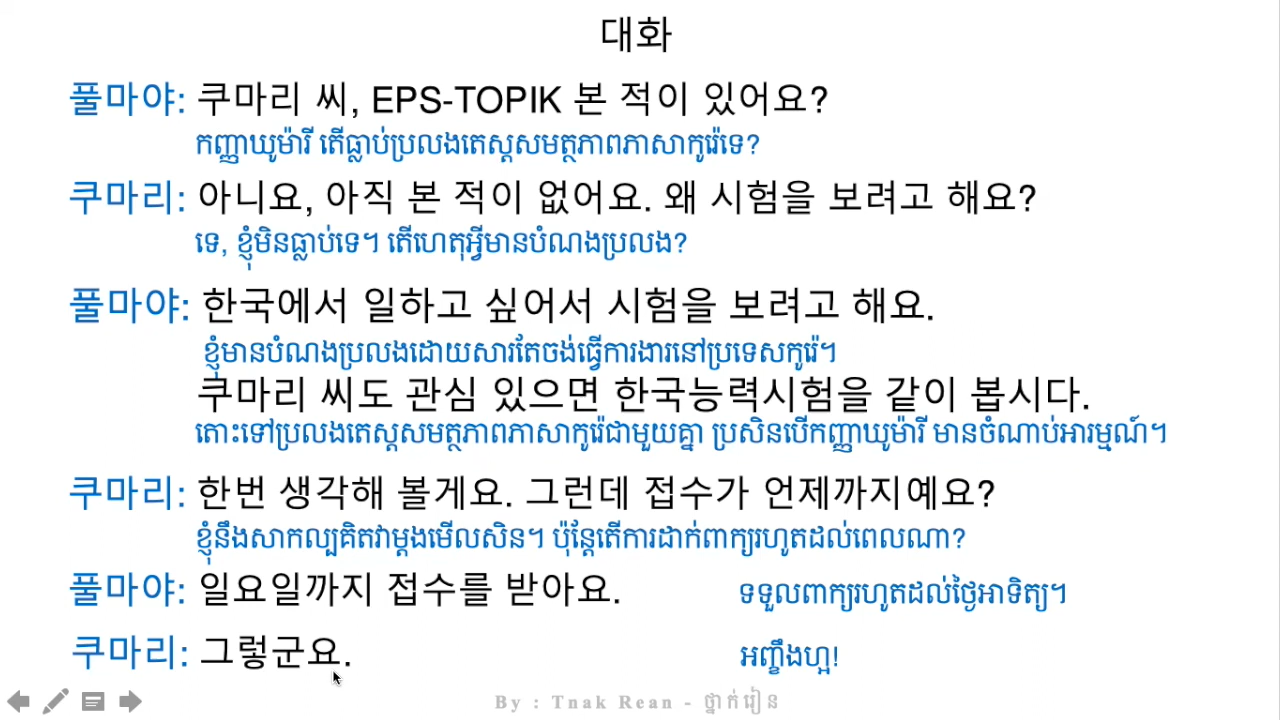 대화
풀마야: 쿠마리 씨, EPS-TOPIK 본 적이 있어요?
កញ្ញាឃូម៉ារី តើធ្លាប់ប្រលងតេស្តសមត្ថភាពភាសាកូរ៉េទេ?
쿠마리: 아니요, 아직 본 적이 없어요. 왜 시험을 보려고 해요?
ទេ, ខ្ញុំមិនធ្លាប់ទេ។ តើហេតុអ្វីមានបំណងប្រលង?
풀마야: 한국에서 일하고 싶어서 시험을 보려고 해요.
ខ្ញុំមានបំណងប្រលងដោយសារតែចង់ធ្វើការងារនៅប្រទេសកូរ៉េ។
쿠마리 씨도 관심 있으면 한국능력시험을 같이 봅시다.
តោះទៅប្រលងតេស្តសមត្ថភាពភាសាកូរ៉េជាមួយគ្នា ប្រសិនបើកញ្ញាឃូម៉ារី មានចំណាប់អារម្មណ៍។
쿠마리: 한번 생각해 볼게요. 그런데 접수가 언제까지예요?
ខ្ញុំនឹងសាកល្បគិតវាម្តងមើលសិន។ ប៉ុន្តែតើការដាក់ពាក្យរហូតដល់ពេលណា?
풀마야: 일요일까지 접수를 받아요. ទទួលពាក្យរហូតដល់ថ្ងៃអាទិត្យ។
쿠마리: 그렇군요. អញ្ចឹងហ្អ!
By : Tnak Rean - ថ្នាក់រៀន